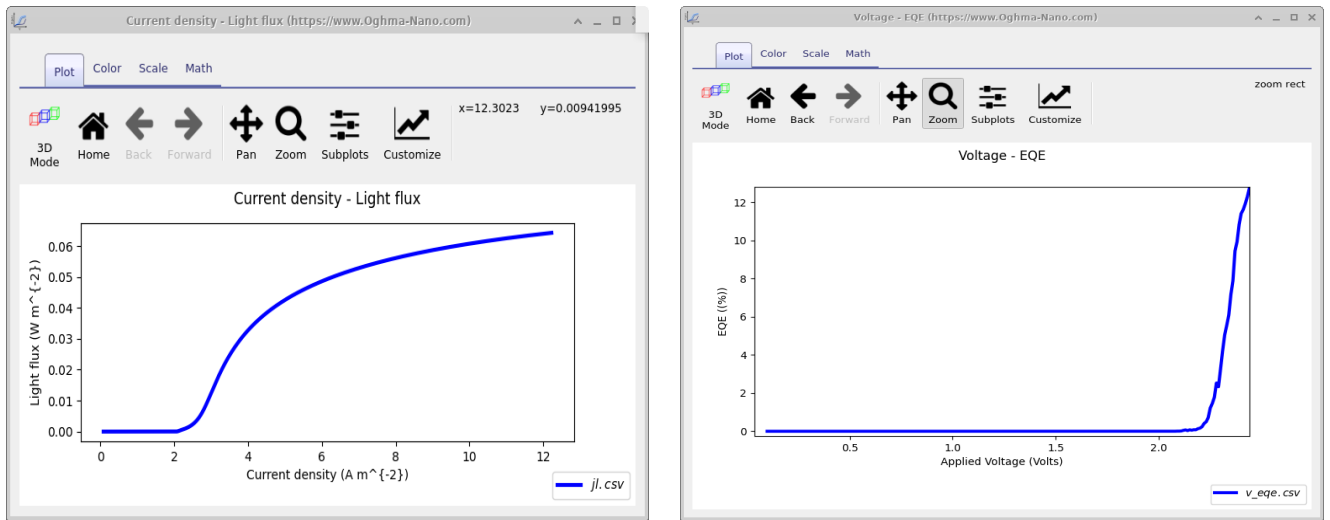 Current density - Light flux (https://www.Oghma-Nano.com)
Plot Color Scale Math
3D Mode Home Back Forward Pan Zoom Subplots Customize x=12.3023 y=0.00941995
Current density - Light flux
0.06
0.05
0.04
0.03
0.02
0.01
0.00
Light flux (W m^{-2})
0 2 4 6 8 10 12
Current density (A m^{-2})
jl.csv
Voltage - EQE (https://www.Oghma-Nano.com)
Plot Color Scale Math
3D Mode Home Back Forward Pan Zoom Subplots Customize zoom rect
Voltage - EQE
12
10
8
6
4
2
0
EQE ((%))
0.5 1.0 1.5 2.0
Applied Voltage (Volts)
v_eqe.csv